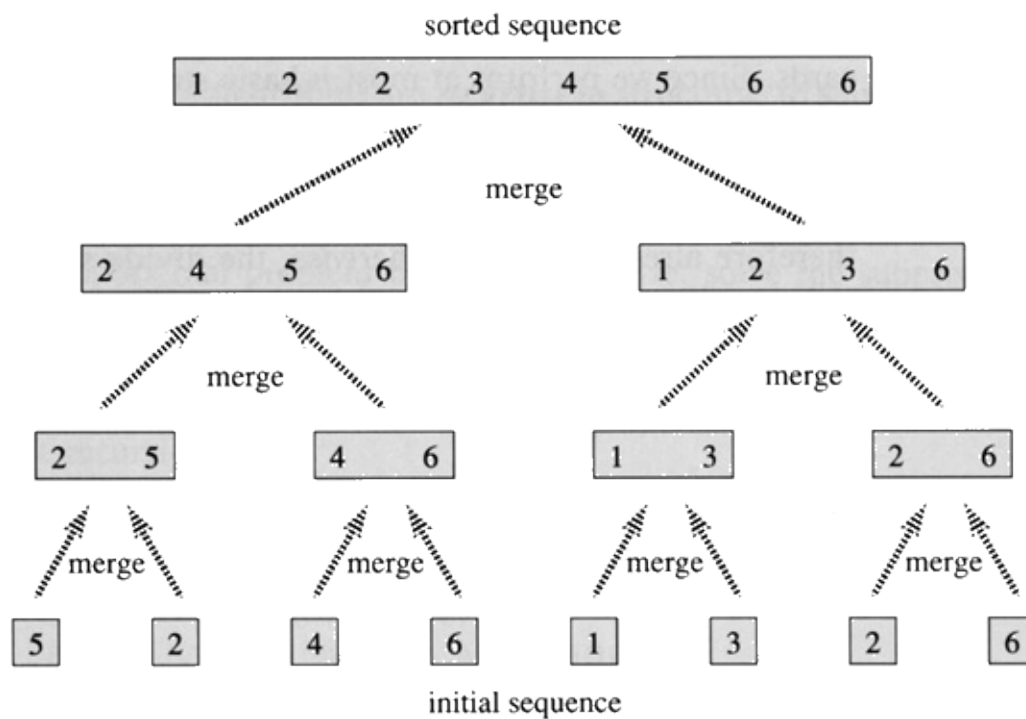 sorted sequence
1 2 2 3 4 5 6 6
merge
2 4 5 6
1 2 3 6
merge
merge
2 5
4 6
1 3
2 6
merge
merge
merge
merge
5
2
4
6
1
3
2
6
initial sequence